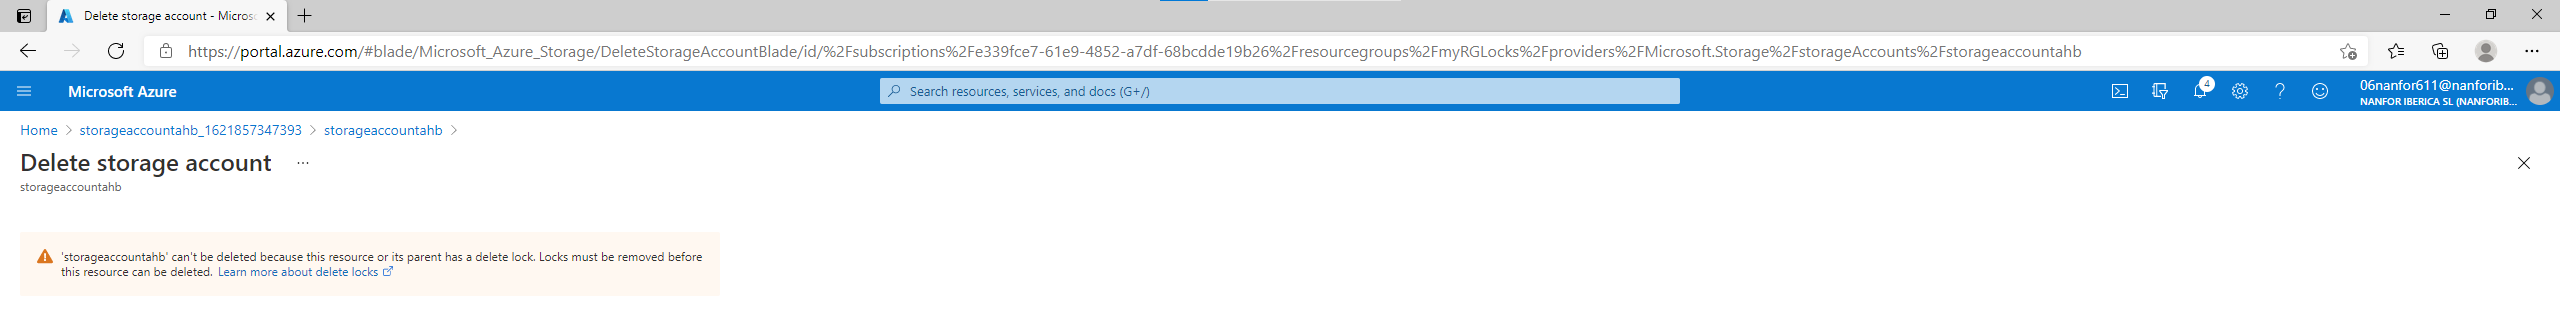 Delete storage account - Micros
https://portal.azure.com/#blade/Microsoft_Azure_Storage/DeleteStorageAccountBlade/id/%2Fsubscriptions%2Fe339fce7-61e9-4852-a7df-68bcdde19b26%2Fresourcegroups%2FmyRGLocks%2Fproviders%2FMicrosoft.Storage%2FstorageAccounts%2Fstorageaccountahb
Microsoft Azure
Search resources, services, and docs (G+/)
4
06nanfor611@nanforib...
NANFOR IBERICA SL (NANFORIB...
Home > storageaccountahb_1621857347393 > storageaccountahb >
Delete storage account ...
storageaccountahb
'storageaccountahb' can't be deleted because this resource or its parent has a delete lock. Locks must be removed before
this resource can be deleted. Learn more about delete locks